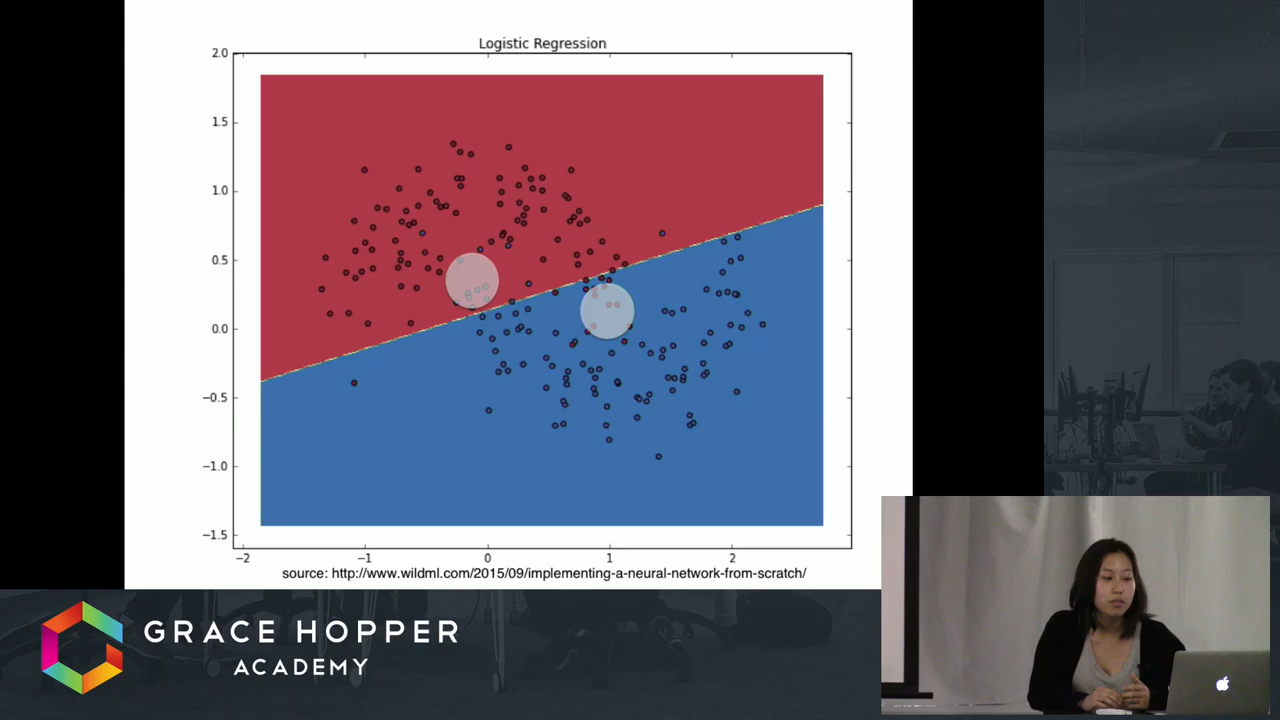 Logistic Regression
2.0
1.5
1.0
0.5
0.0
−0.5
−1.0
−1.5
−2 −1 0 1 2
source: http://www.wildml.com/2015/09/implementing-a-neural-network-from-scratch/
GRACE HOPPER
ACADEMY